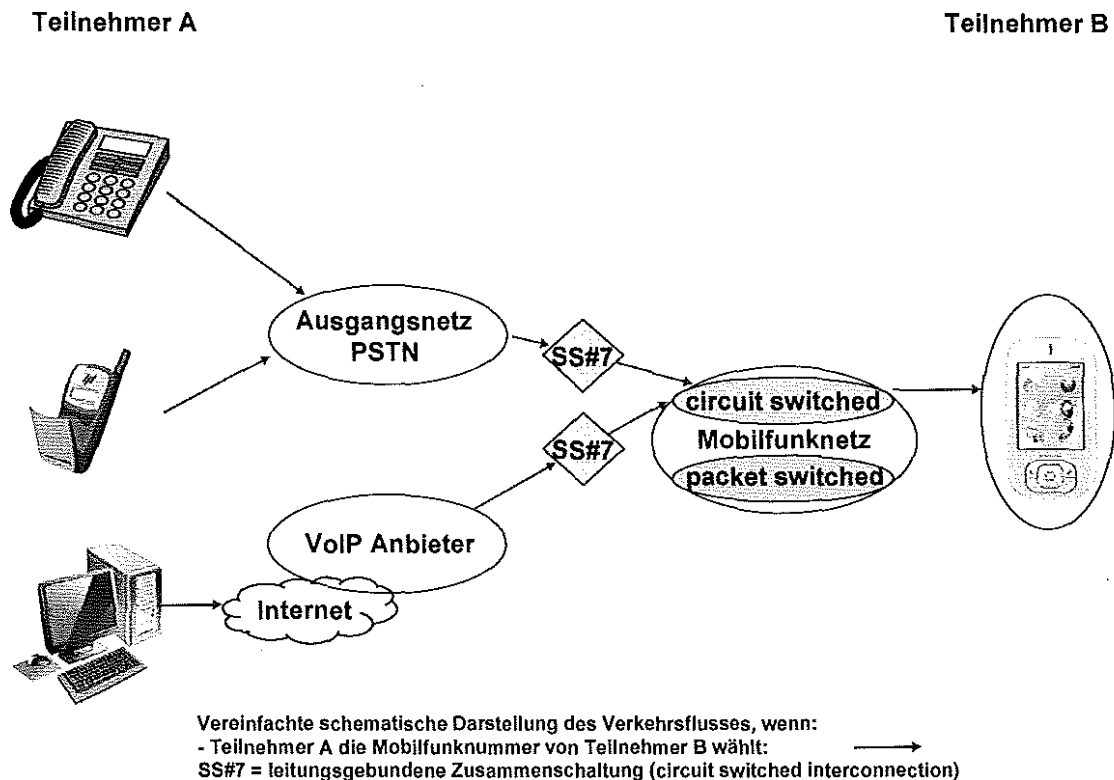 Teilnehmer A
Teilnehmer B
Ausgangsnetz
PSTN
SS#7
circuit switched
Mobilfunknetz
packet switched
SS#7
VoIP Anbieter
Internet
Vereinfachte schematische Darstellung des Verkehrsflusses, wenn:
- Teilnehmer A die Mobilfunknummer von Teilnehmer B wählt:
SS#7 = leitungsgebundene Zusammenschaltung (circuit switched interconnection)